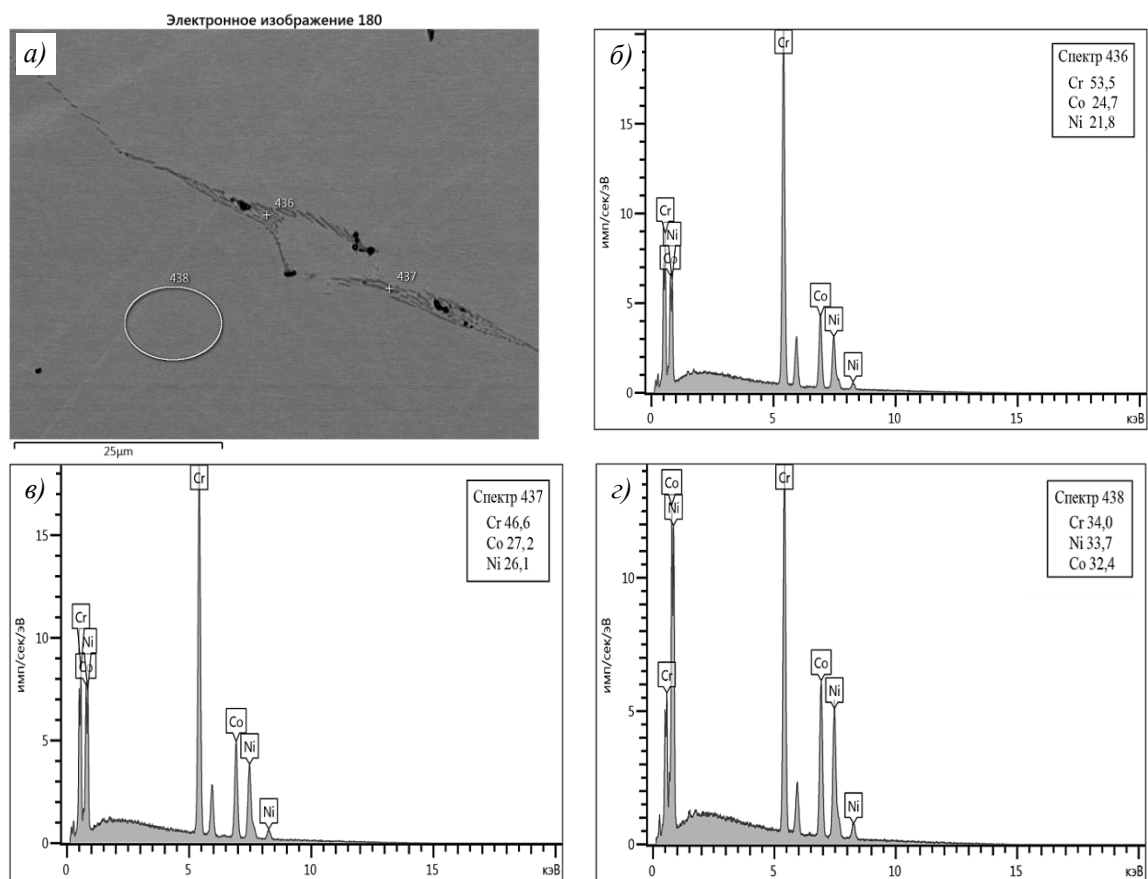 Электронное изображение 180
а)
436
437
438
25μm
б)
Спектр 436
Cr 53,5
Co 24,7
Ni 21,8
Cr
Cr
Ni
Co
Co
Ni
Ni
имп/сек/эВ
15
10
5
0
0 5 10 15 кэВ
в)
Спектр 437
Cr 46,6
Co 27,2
Ni 26,1
Cr
Cr
Ni
Co
Co
Ni
Ni
имп/сек/эВ
15
10
5
0
0 5 10 15 кэВ
г)
Спектр 438
Cr 34,0
Ni 33,7
Co 32,4
Co
Ni
Cr
Cr
Co
Ni
Ni
имп/сек/эВ
10
5
0
0 5 10 15 кэВ